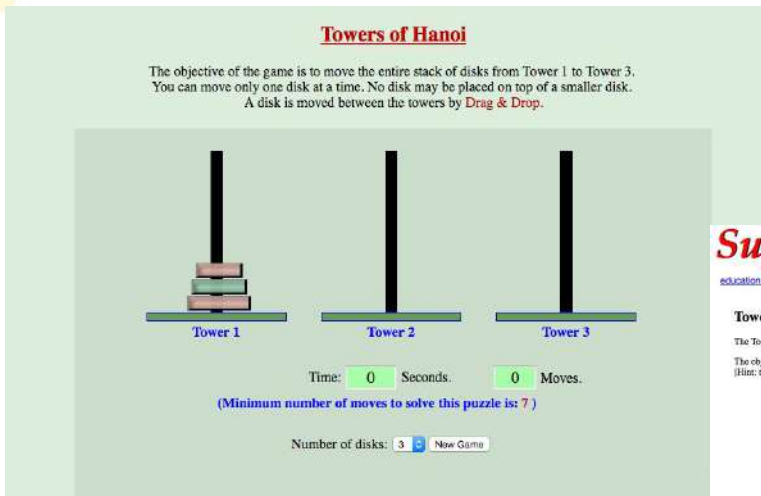 Towers of Hanoi
The objective of the game is to move the entire stack of disks from Tower 1 to Tower 3.
You can move only one disk at a time. No disk may be placed on top of a smaller disk.
A disk is moved between the towers by Drag & Drop.
Tower 1 Tower 2 Tower 3
Time: 0 Seconds. 0 Moves.
(Minimum number of moves to solve this puzzle is: 7 )
Number of disks: 3 New Game
Su
education
Towe
The To
The obj
[Hint: